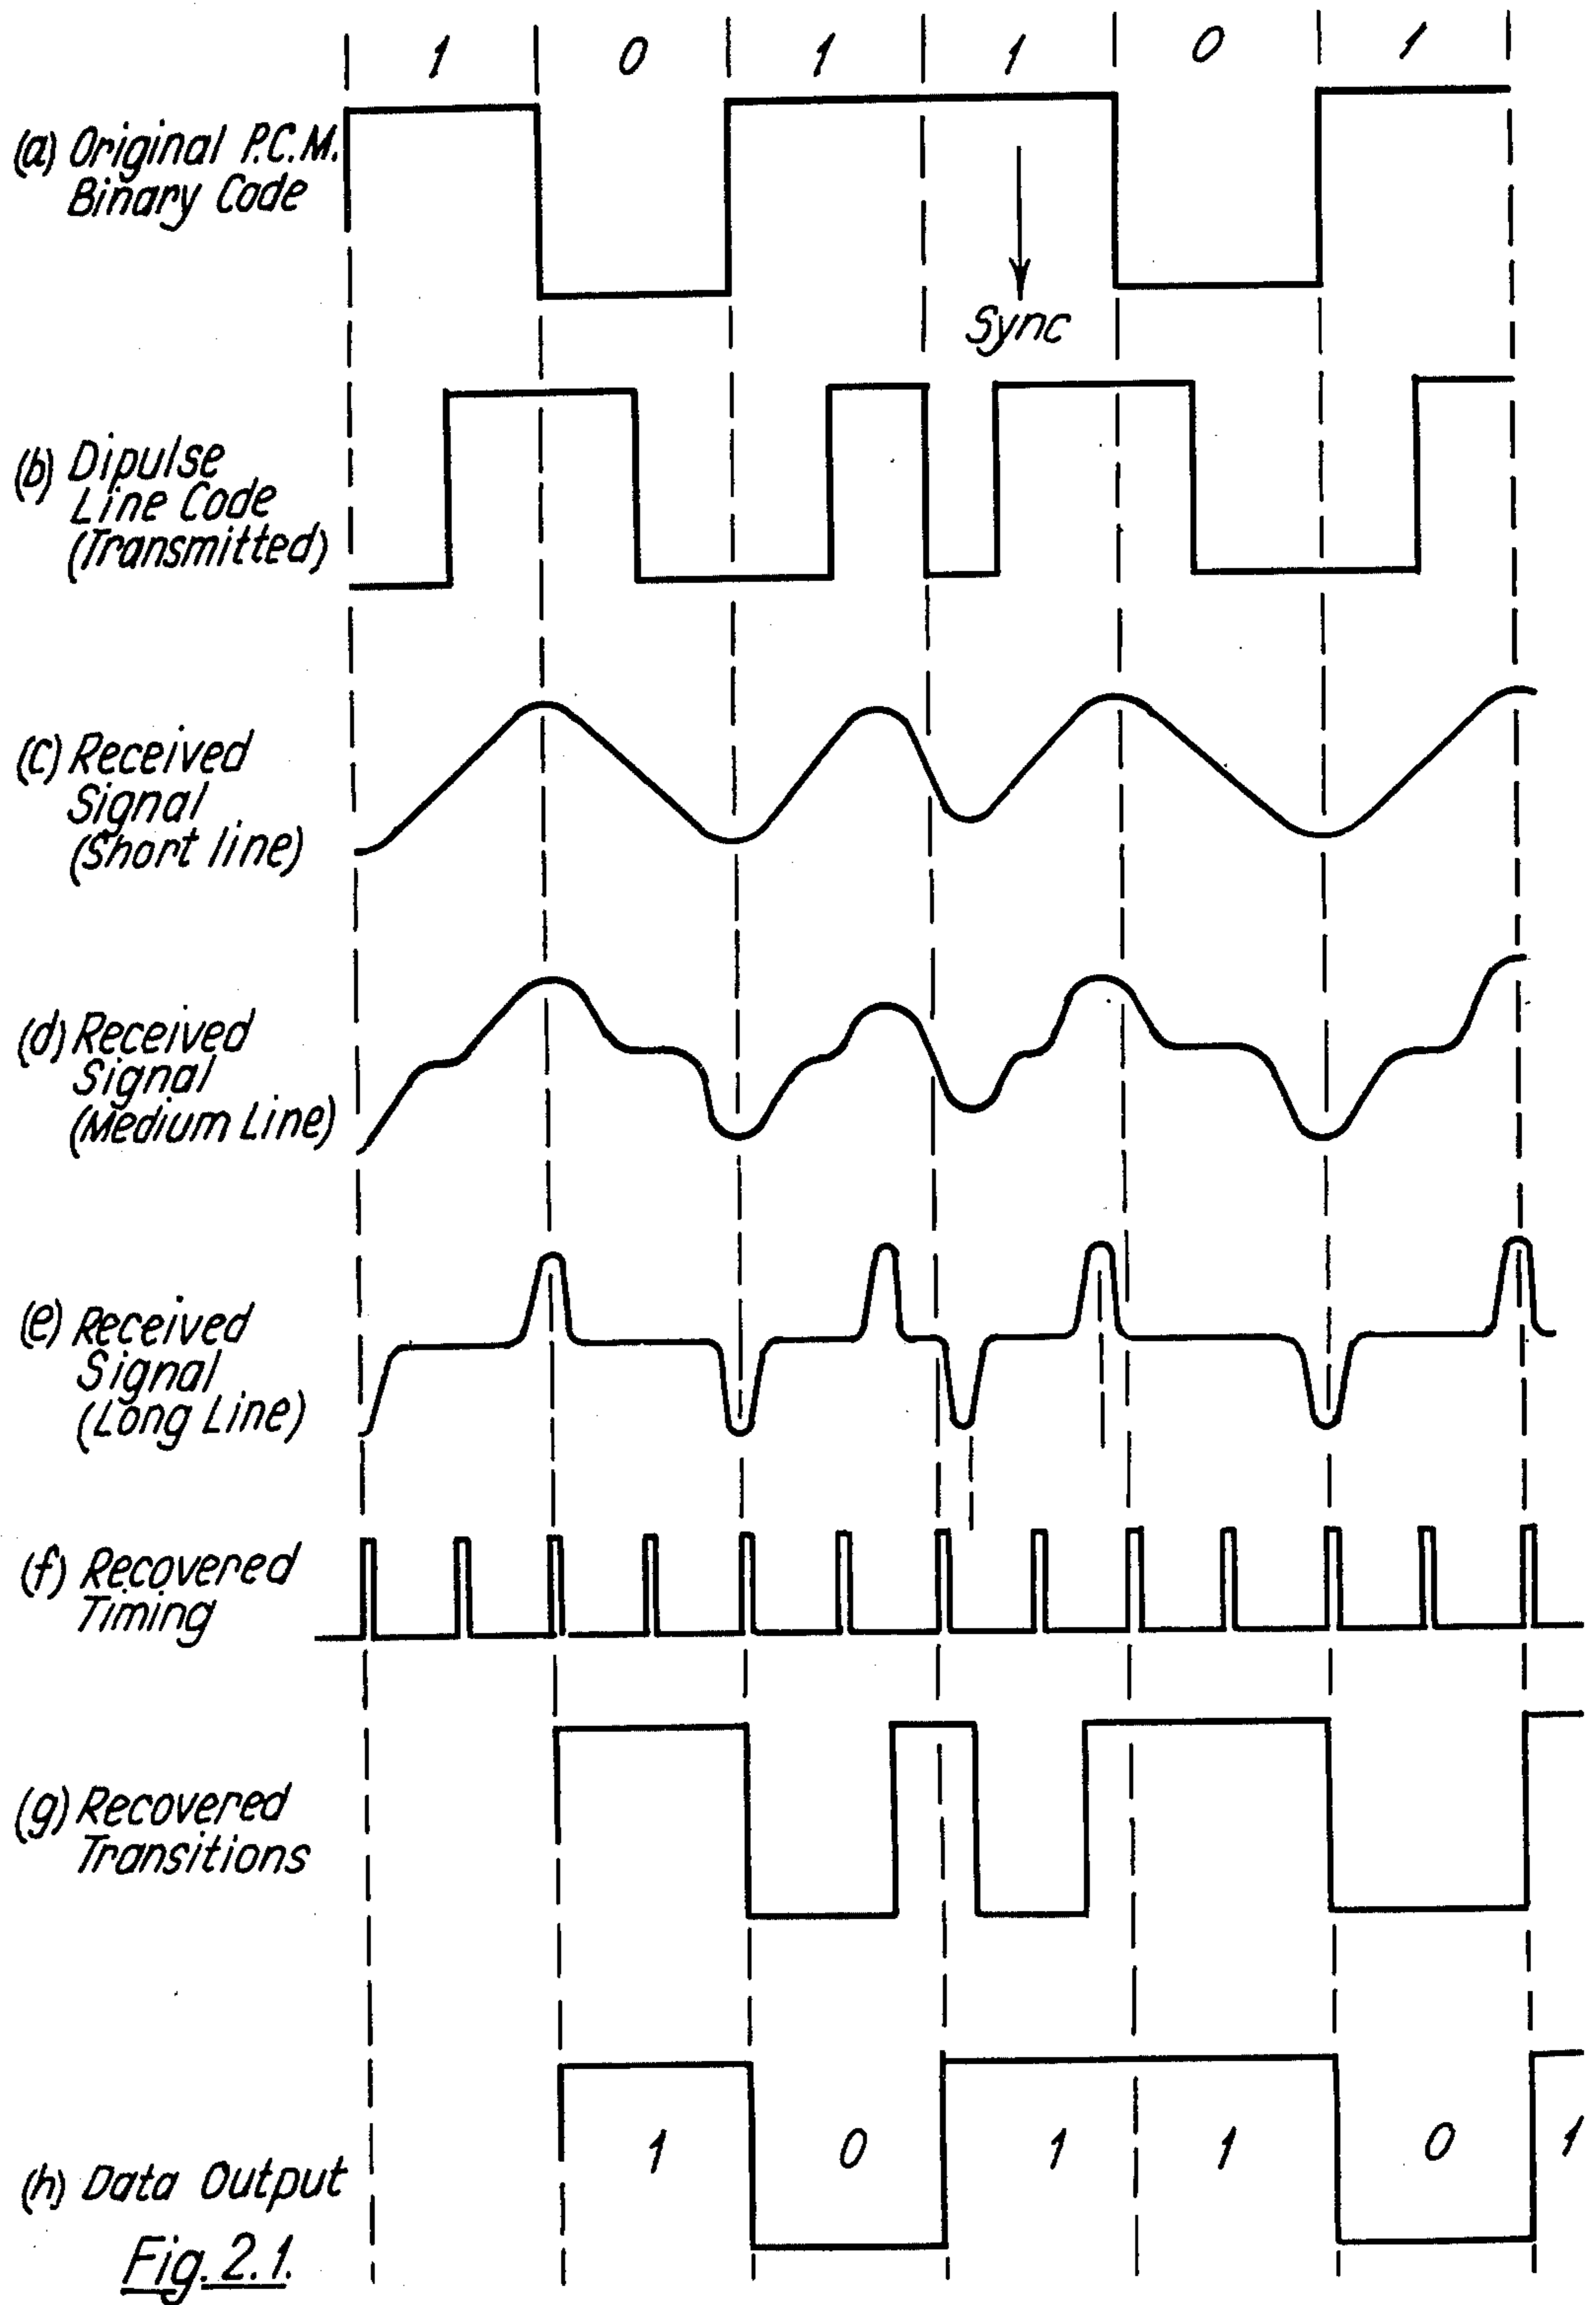 1 0 1 1 0 1
(a) Original P.C.M.
Binary Code
Sync
(b) Dipulse
Line Code
(Transmitted)
(c) Received
Signal
(Short line)
(d) Received
Signal
(Medium Line)
(e) Received
Signal
(Long Line)
(f) Recovered
Timing
(g) Recovered
Transitions
1 0 1 1 0 1
(h) Data Output
Fig. 2.1.